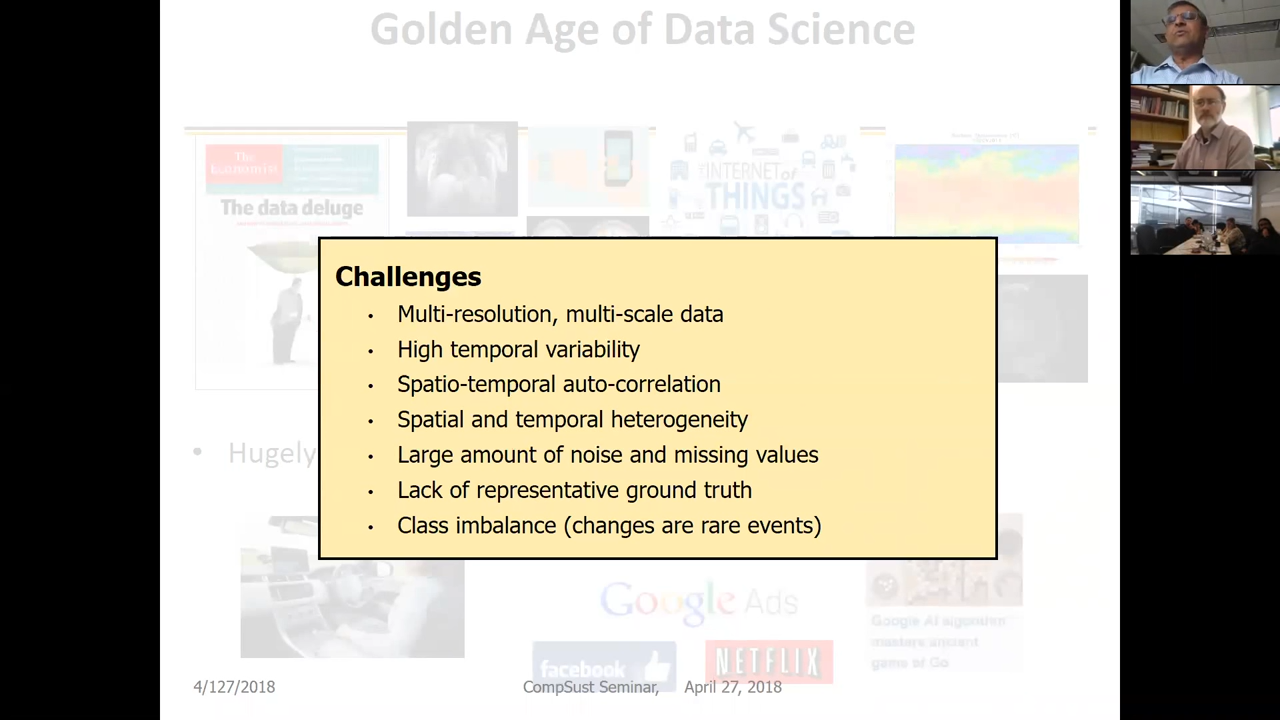 Golden Age of Data Science
The
Economist
The data deluge
INTERNET of
THINGS
Challenges
• Multi-resolution, multi-scale data
• High temporal variability
• Spatio-temporal auto-correlation
• Spatial and temporal heterogeneity
• Large amount of noise and missing values
• Lack of representative ground truth
• Class imbalance (changes are rare events)
• Hugely
Google Ads
facebook
NETFLIX
Google AI algorithm
masters ancient
game of Go
4/127/2018
CompSust Seminar, April 27, 2018